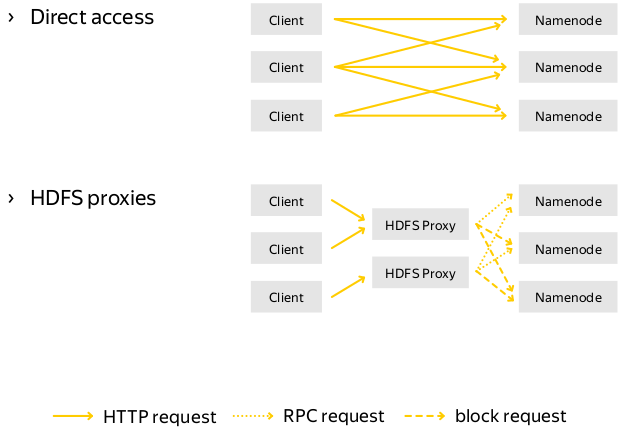 › Direct access
Client
Namenode
Client
Namenode
Client
Namenode
› HDFS proxies
Client
Namenode
HDFS Proxy
Client
Namenode
HDFS Proxy
Client
Namenode
HTTP request
RPC request
block request